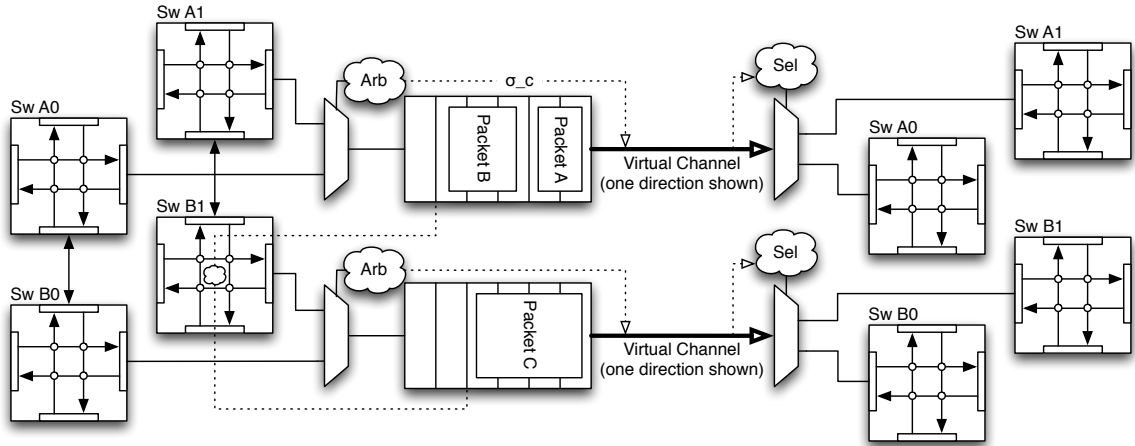 Sw A1
Arb
σ_c
Sel
Sw A1
Sw A0
Packet B
Packet A
Virtual Channel
(one direction shown)
Sw A0
Sw B1
Arb
Sel
Sw B1
Sw B0
Packet C
Virtual Channel
(one direction shown)
Sw B0